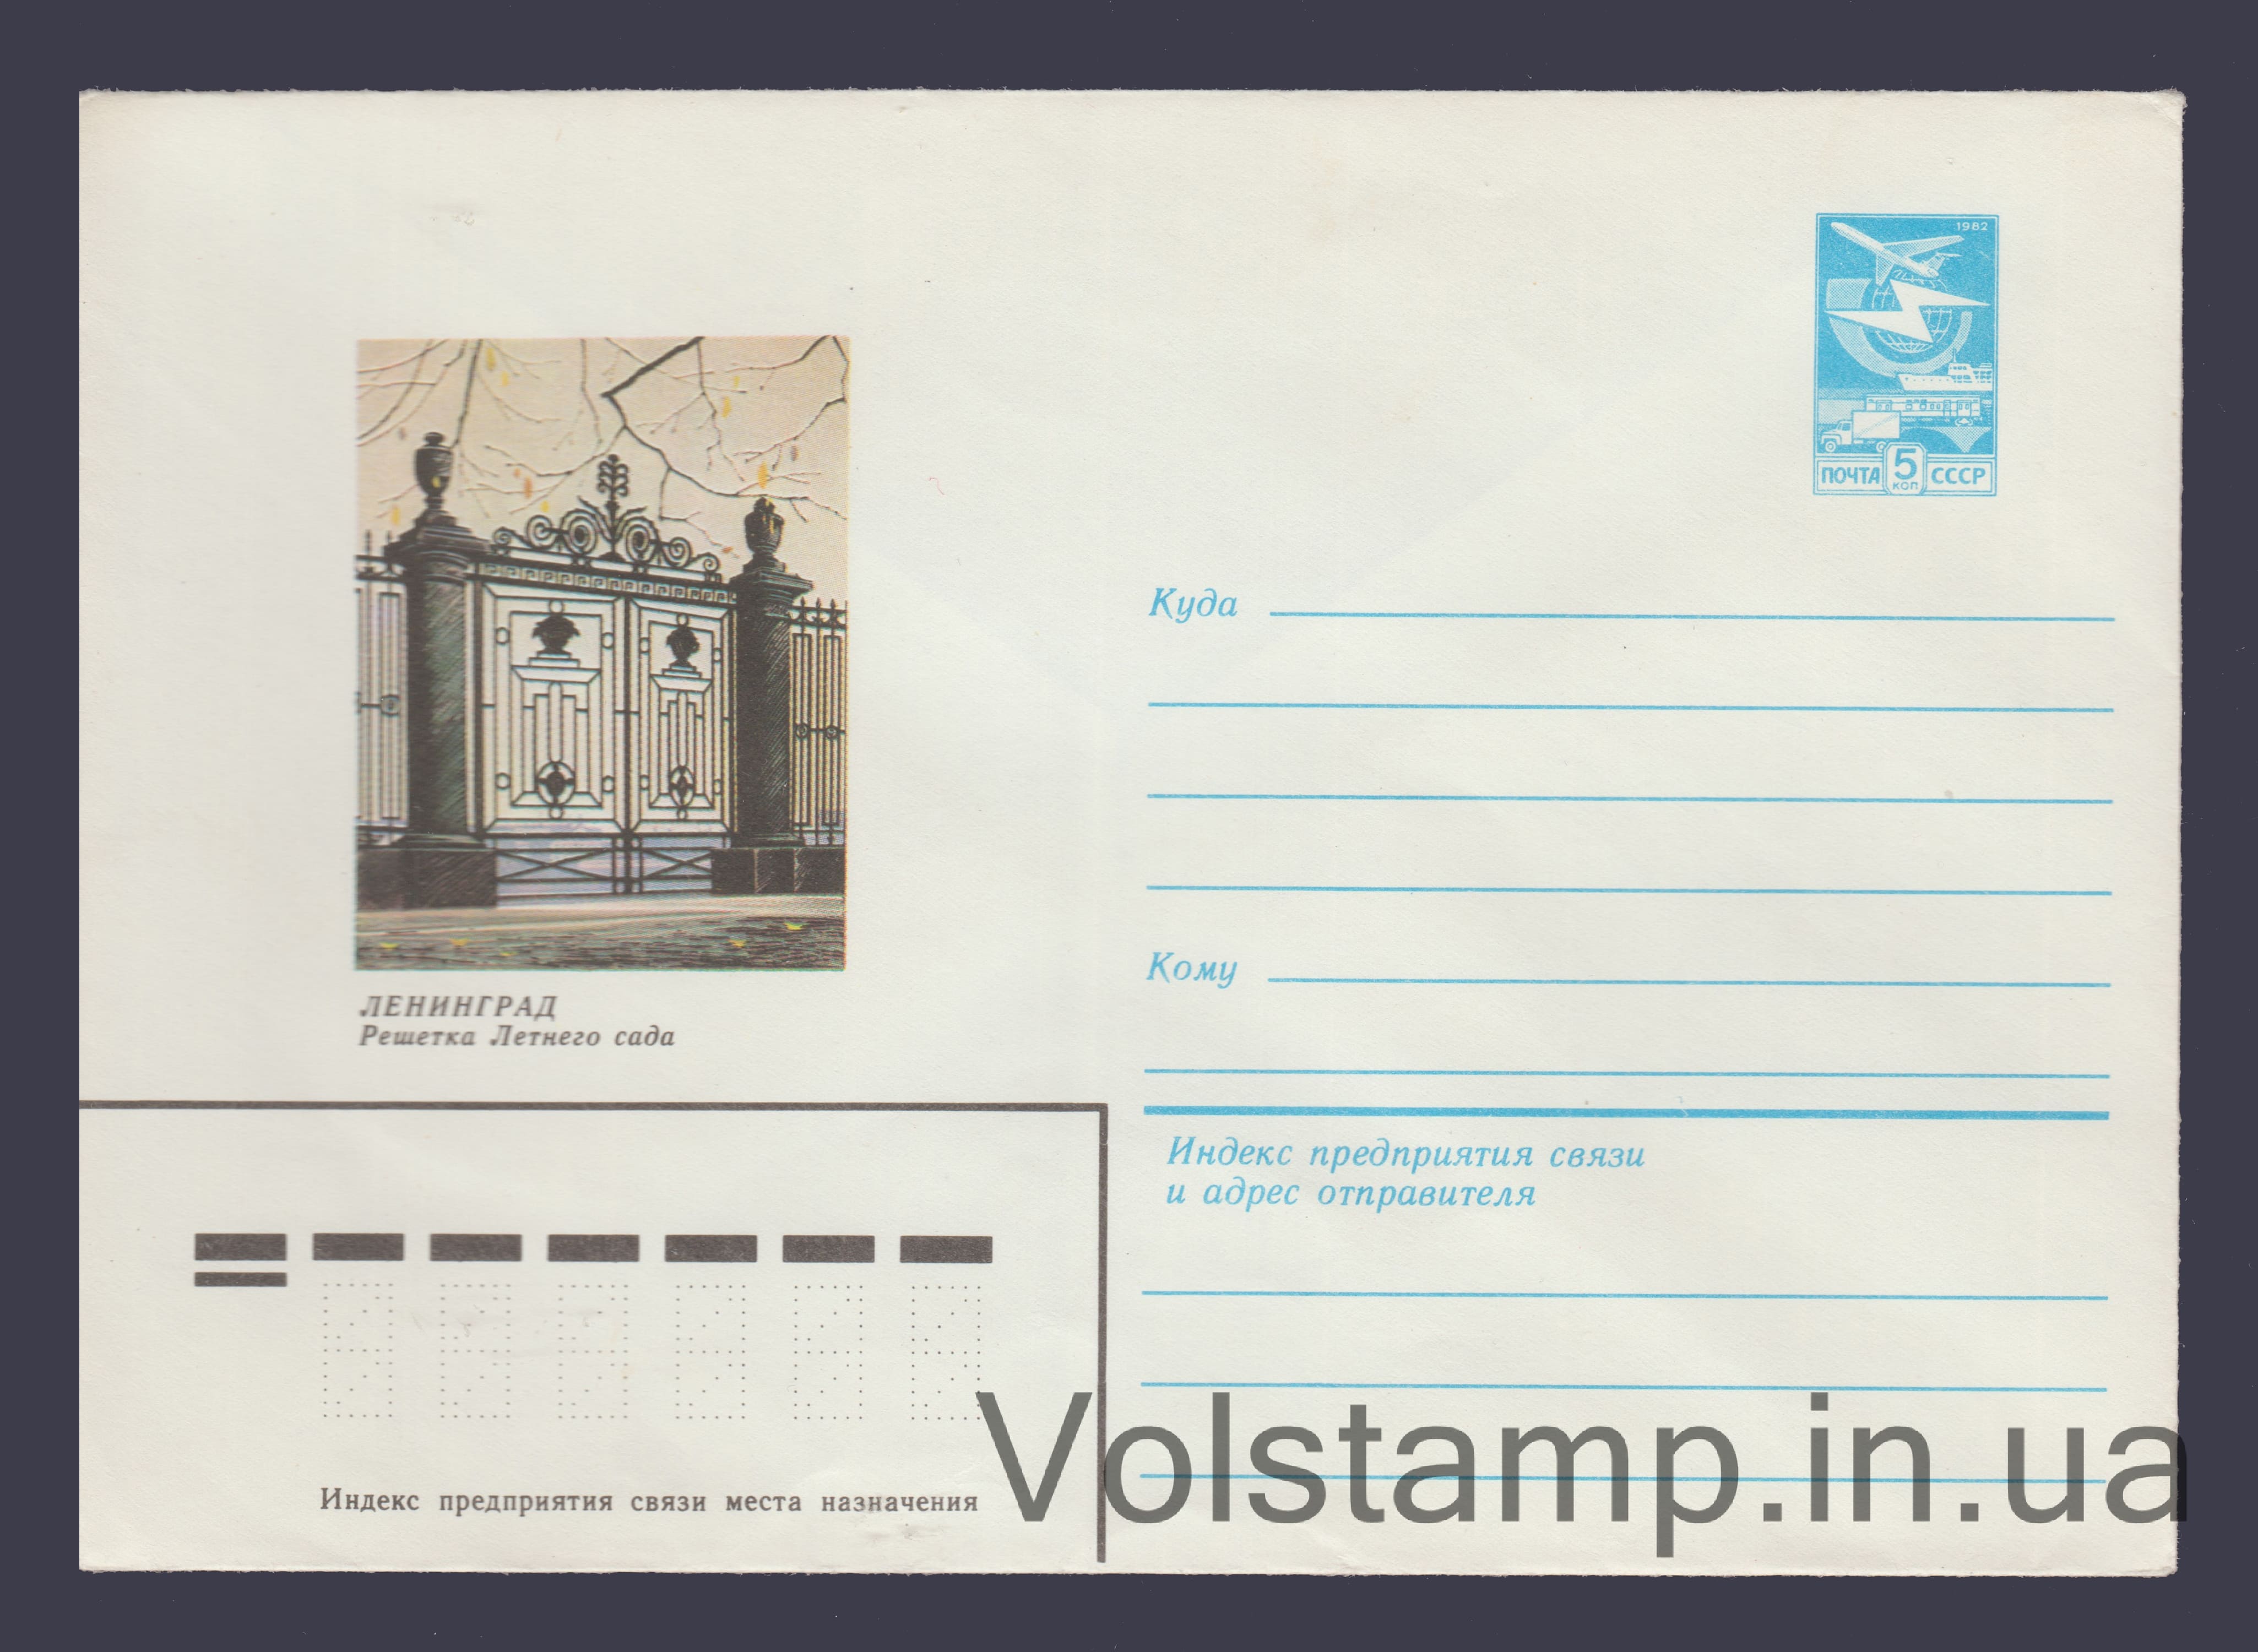 1982
ПОЧТА 5 КОП СССР
Куда
Кому
ЛЕНИНГРАД
Решетка Летнего сада
Индекс предприятия связи
и адрес отправителя
Индекс предприятия связи места назначения
Volstamp.in.ua